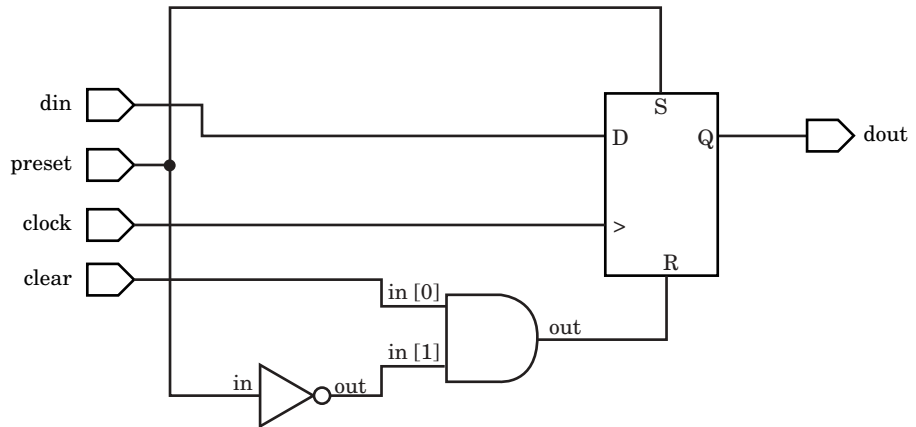 din
preset
clock
clear
S
D
Q
>
R
dout
in [0]
in [1]
out
in
out